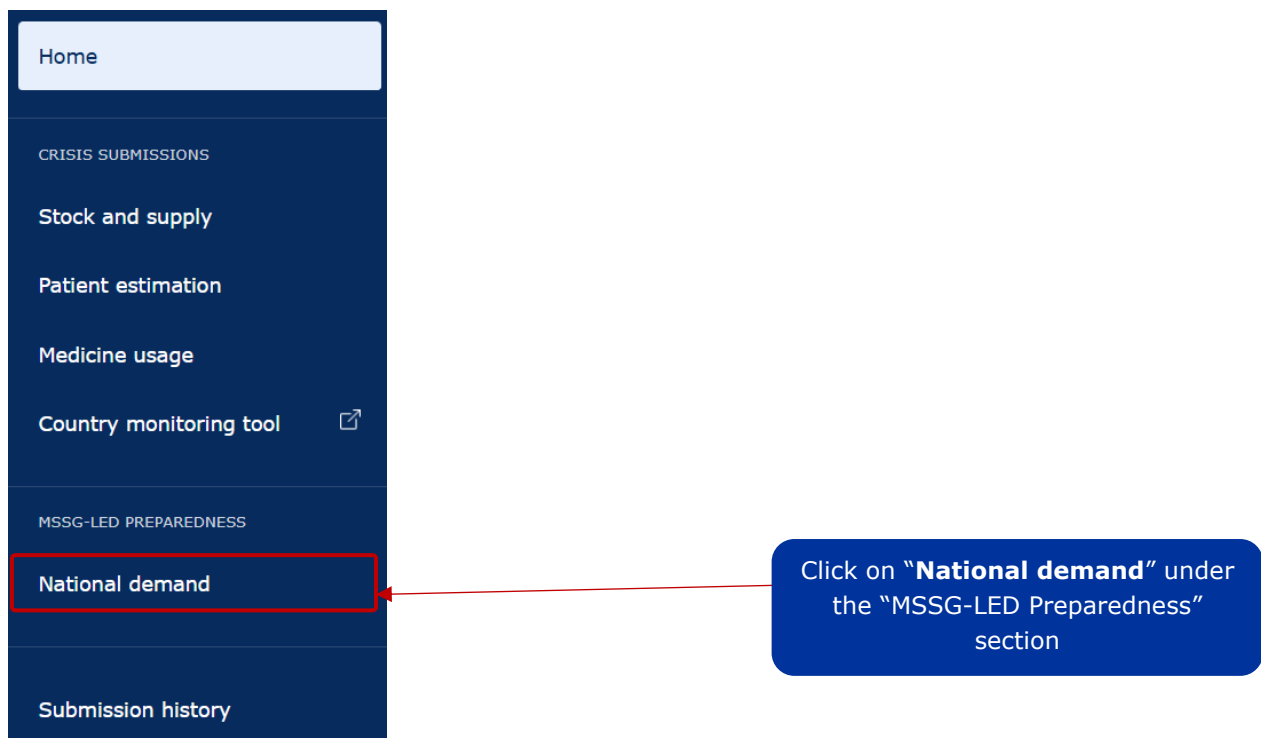 Home
CRISIS SUBMISSIONS
Stock and supply
Patient estimation
Medicine usage
Country monitoring tool
MSSG-LED PREPAREDNESS
National demand
Submission history
Click on “National demand” under
the “MSSG-LED Preparedness”
section